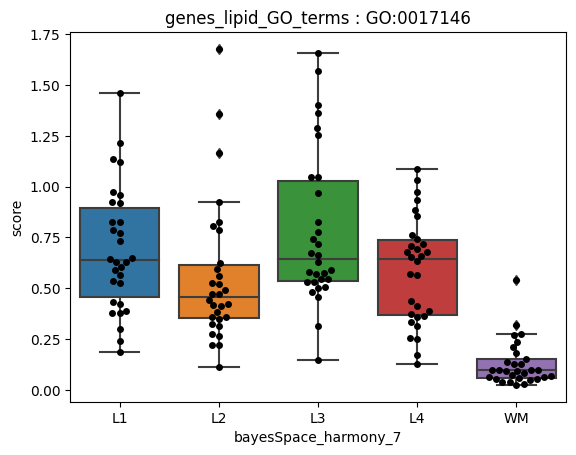 genes_lipid_GO_terms : GO:0017146
1.75
1.50
1.25
1.00
0.75
0.50
0.25
0.00
score
L1 L2 L3 L4 WM
bayesSpace_harmony_7